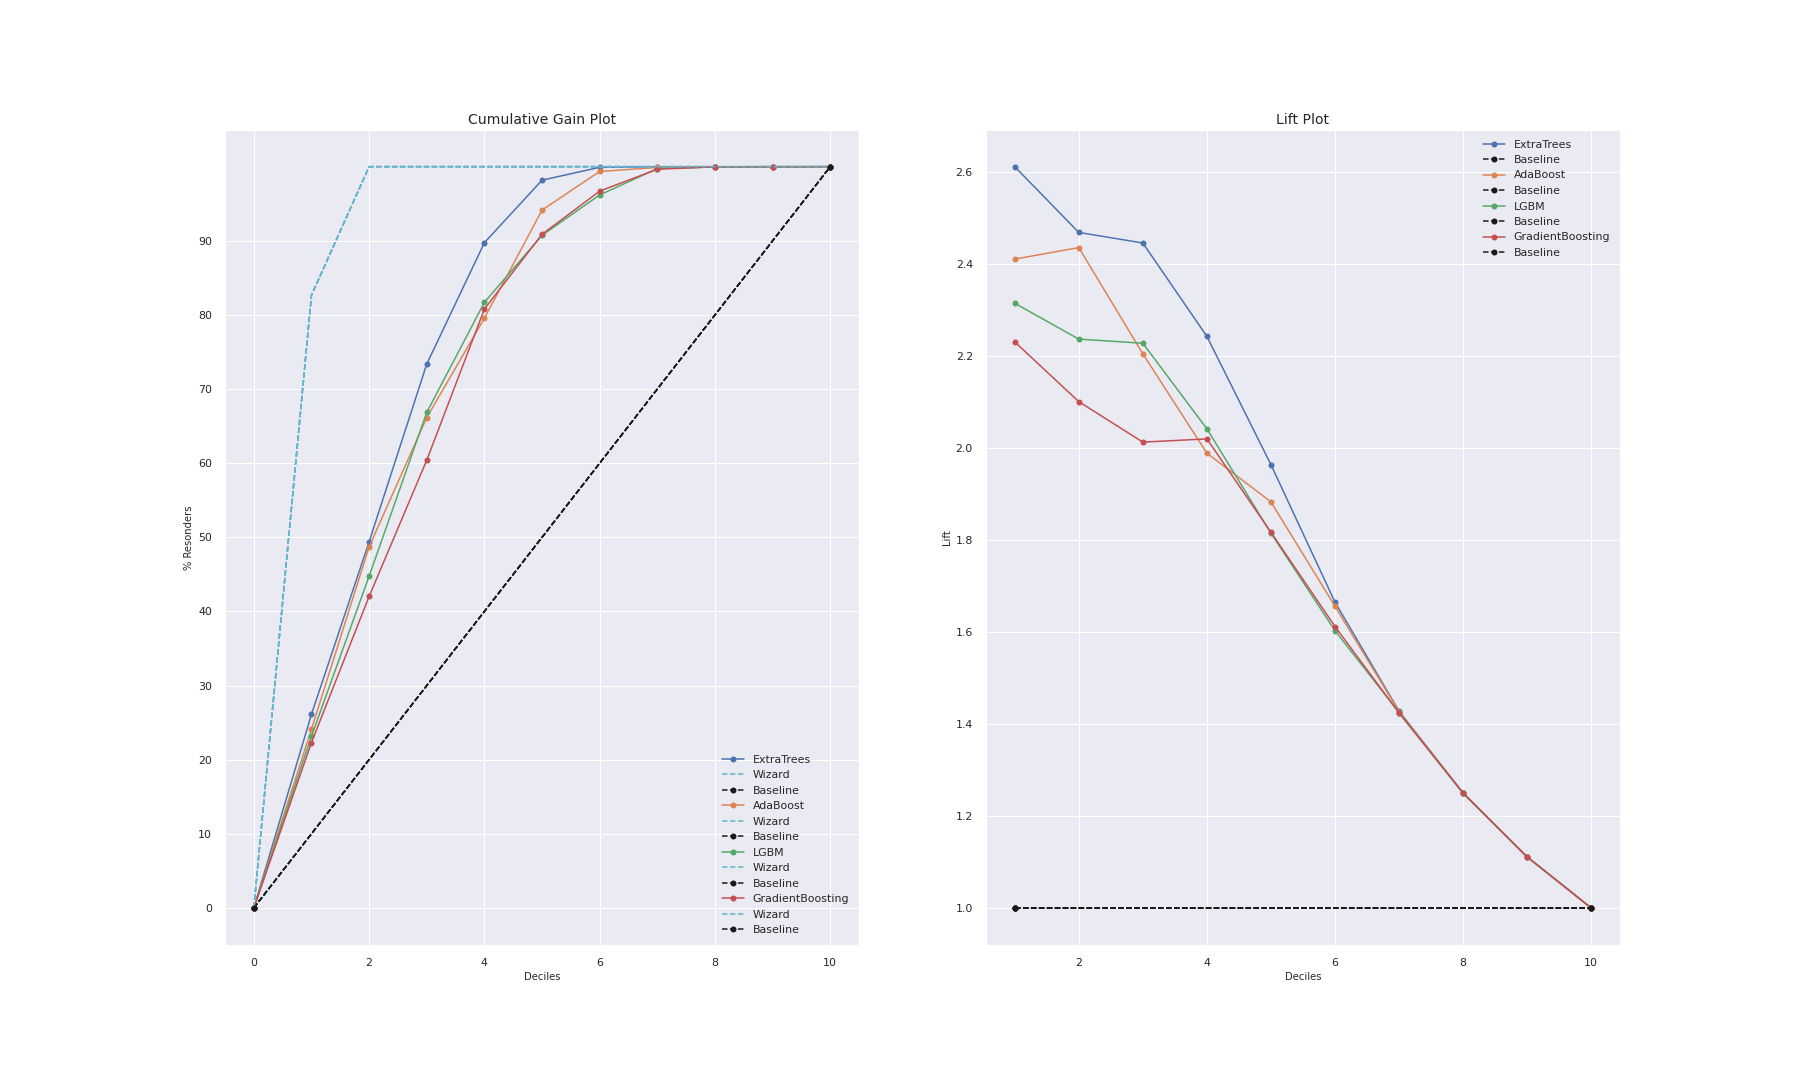 Cumulative Gain Plot
90
80
70
60
50
40
30
20
10
0
% Resonders
0 2 4 6 8 10
Deciles
ExtraTrees
Wizard
Baseline
AdaBoost
Wizard
Baseline
LGBM
Wizard
Baseline
GradientBoosting
Wizard
Baseline
Lift Plot
2.6
2.4
2.2
2.0
1.8
1.6
1.4
1.2
1.0
Lift
2 4 6 8 10
Deciles
ExtraTrees
Baseline
AdaBoost
Baseline
LGBM
Baseline
GradientBoosting
Baseline